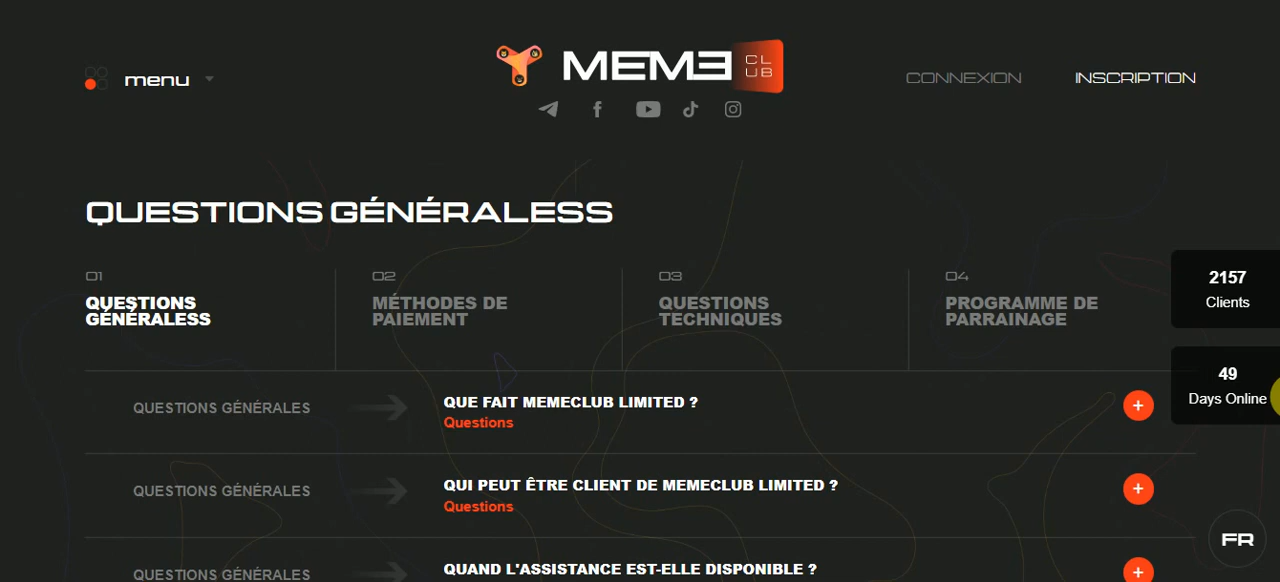 menu
MEME
CL
UB
CONNEXION
INSCRIPTION
QUESTIONS GÉNÉRALESS
01
QUESTIONS
GÉNÉRALESS
02
MÉTHODES DE
PAIEMENT
03
QUESTIONS
TECHNIQUES
04
PROGRAMME DE
PARRAINAGE
2157
Clients
49
Days Online
QUESTIONS GÉNÉRALES
QUE FAIT MEMECLUB LIMITED ?
Questions
+
QUESTIONS GÉNÉRALES
QUI PEUT ÊTRE CLIENT DE MEMECLUB LIMITED ?
Questions
+
FR
QUESTIONS GÉNÉRALES
QUAND L'ASSISTANCE EST-ELLE DISPONIBLE ?
+